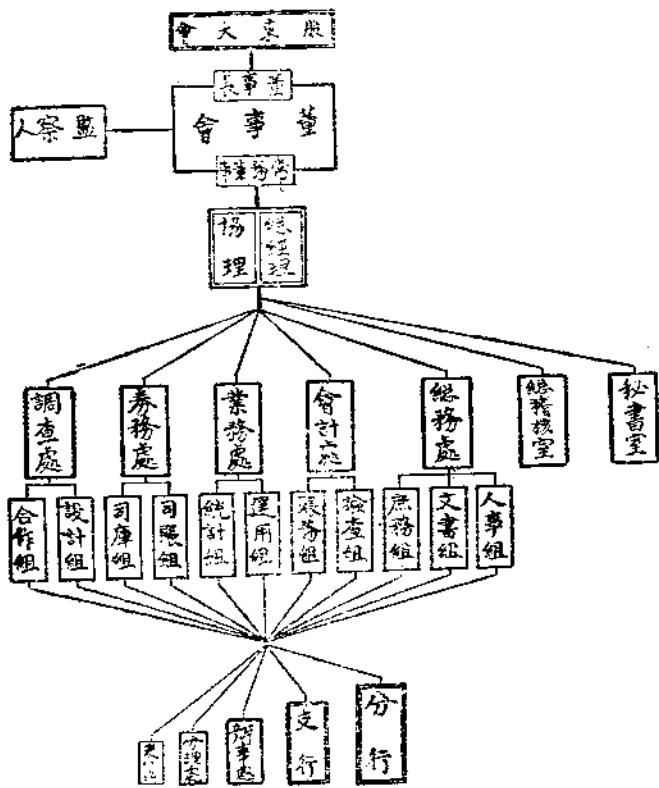 股東大會
董事長
董事會
監察人
常務董事
總經理
協理
秘書室
總稽核室
總務處
會計處
業務處
券務處
調查處
人事組
文書組
庶務組
檢查組
賬務組
運用組
統計組
司賬組
司庫組
設計組
合作組
分行
支行
辦事處
分理處